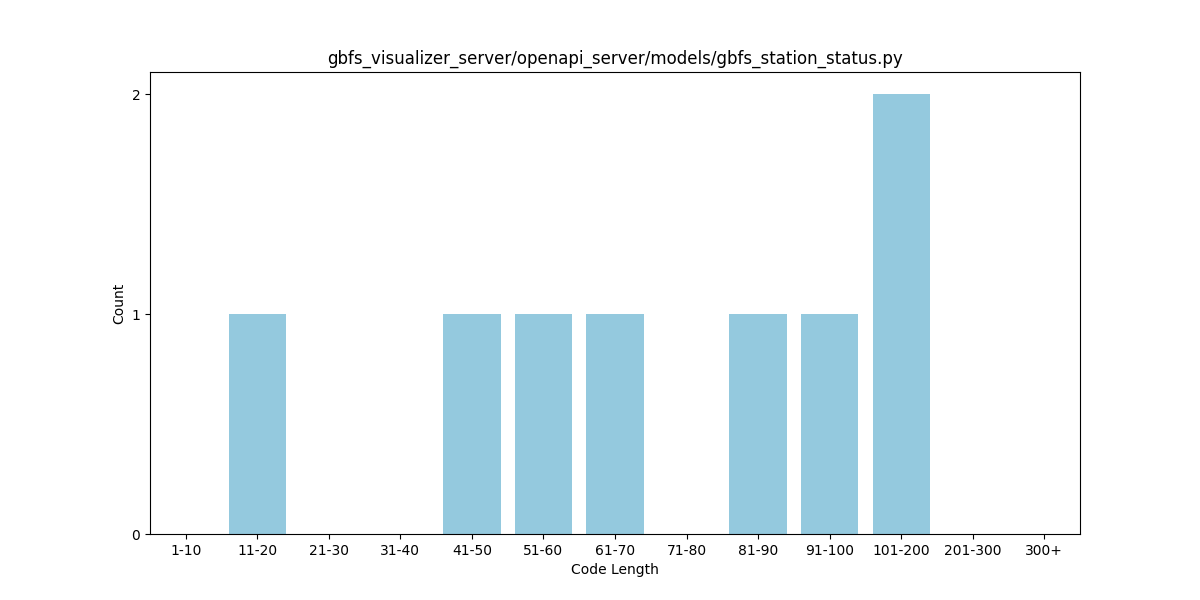 gbfs_visualizer_server/openapi_server/models/gbfs_station_status.py
Count
2
1
0
1-10 11-20 21-30 31-40 41-50 51-60 61-70 71-80 81-90 91-100 101-200 201-300 300+
Code Length